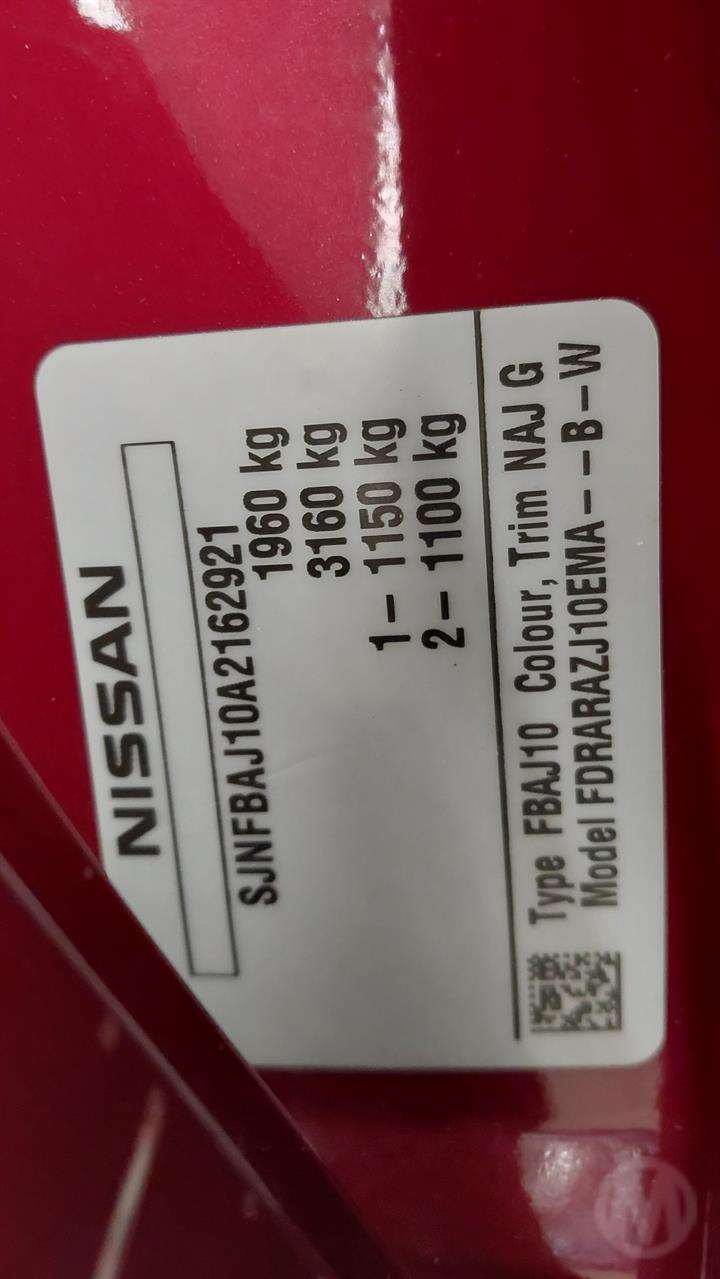 NISSAN
SJNFBAJ10A2162921
1960 kg
3160 kg
1– 1150 kg
2– 1100 kg
Type FBAJ10 Colour, Trim NAJ G
Model FDRARAZJ10EMA– –B–W
M